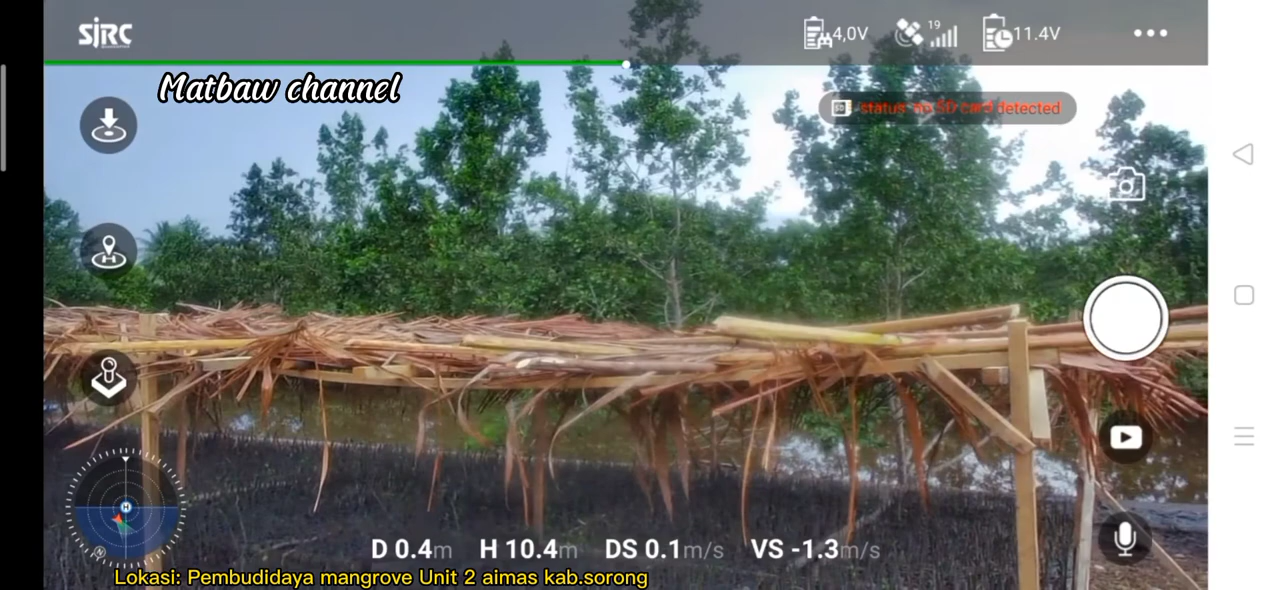 SJRC
4,0V
19
11.4V
Matbaw channel
status: no SD card detected
H
N
D 0.4m H 10.4m DS 0.1m/s VS -1.3m/s
Lokasi: Pembudidaya mangrove Unit 2 aimas kab.sorong